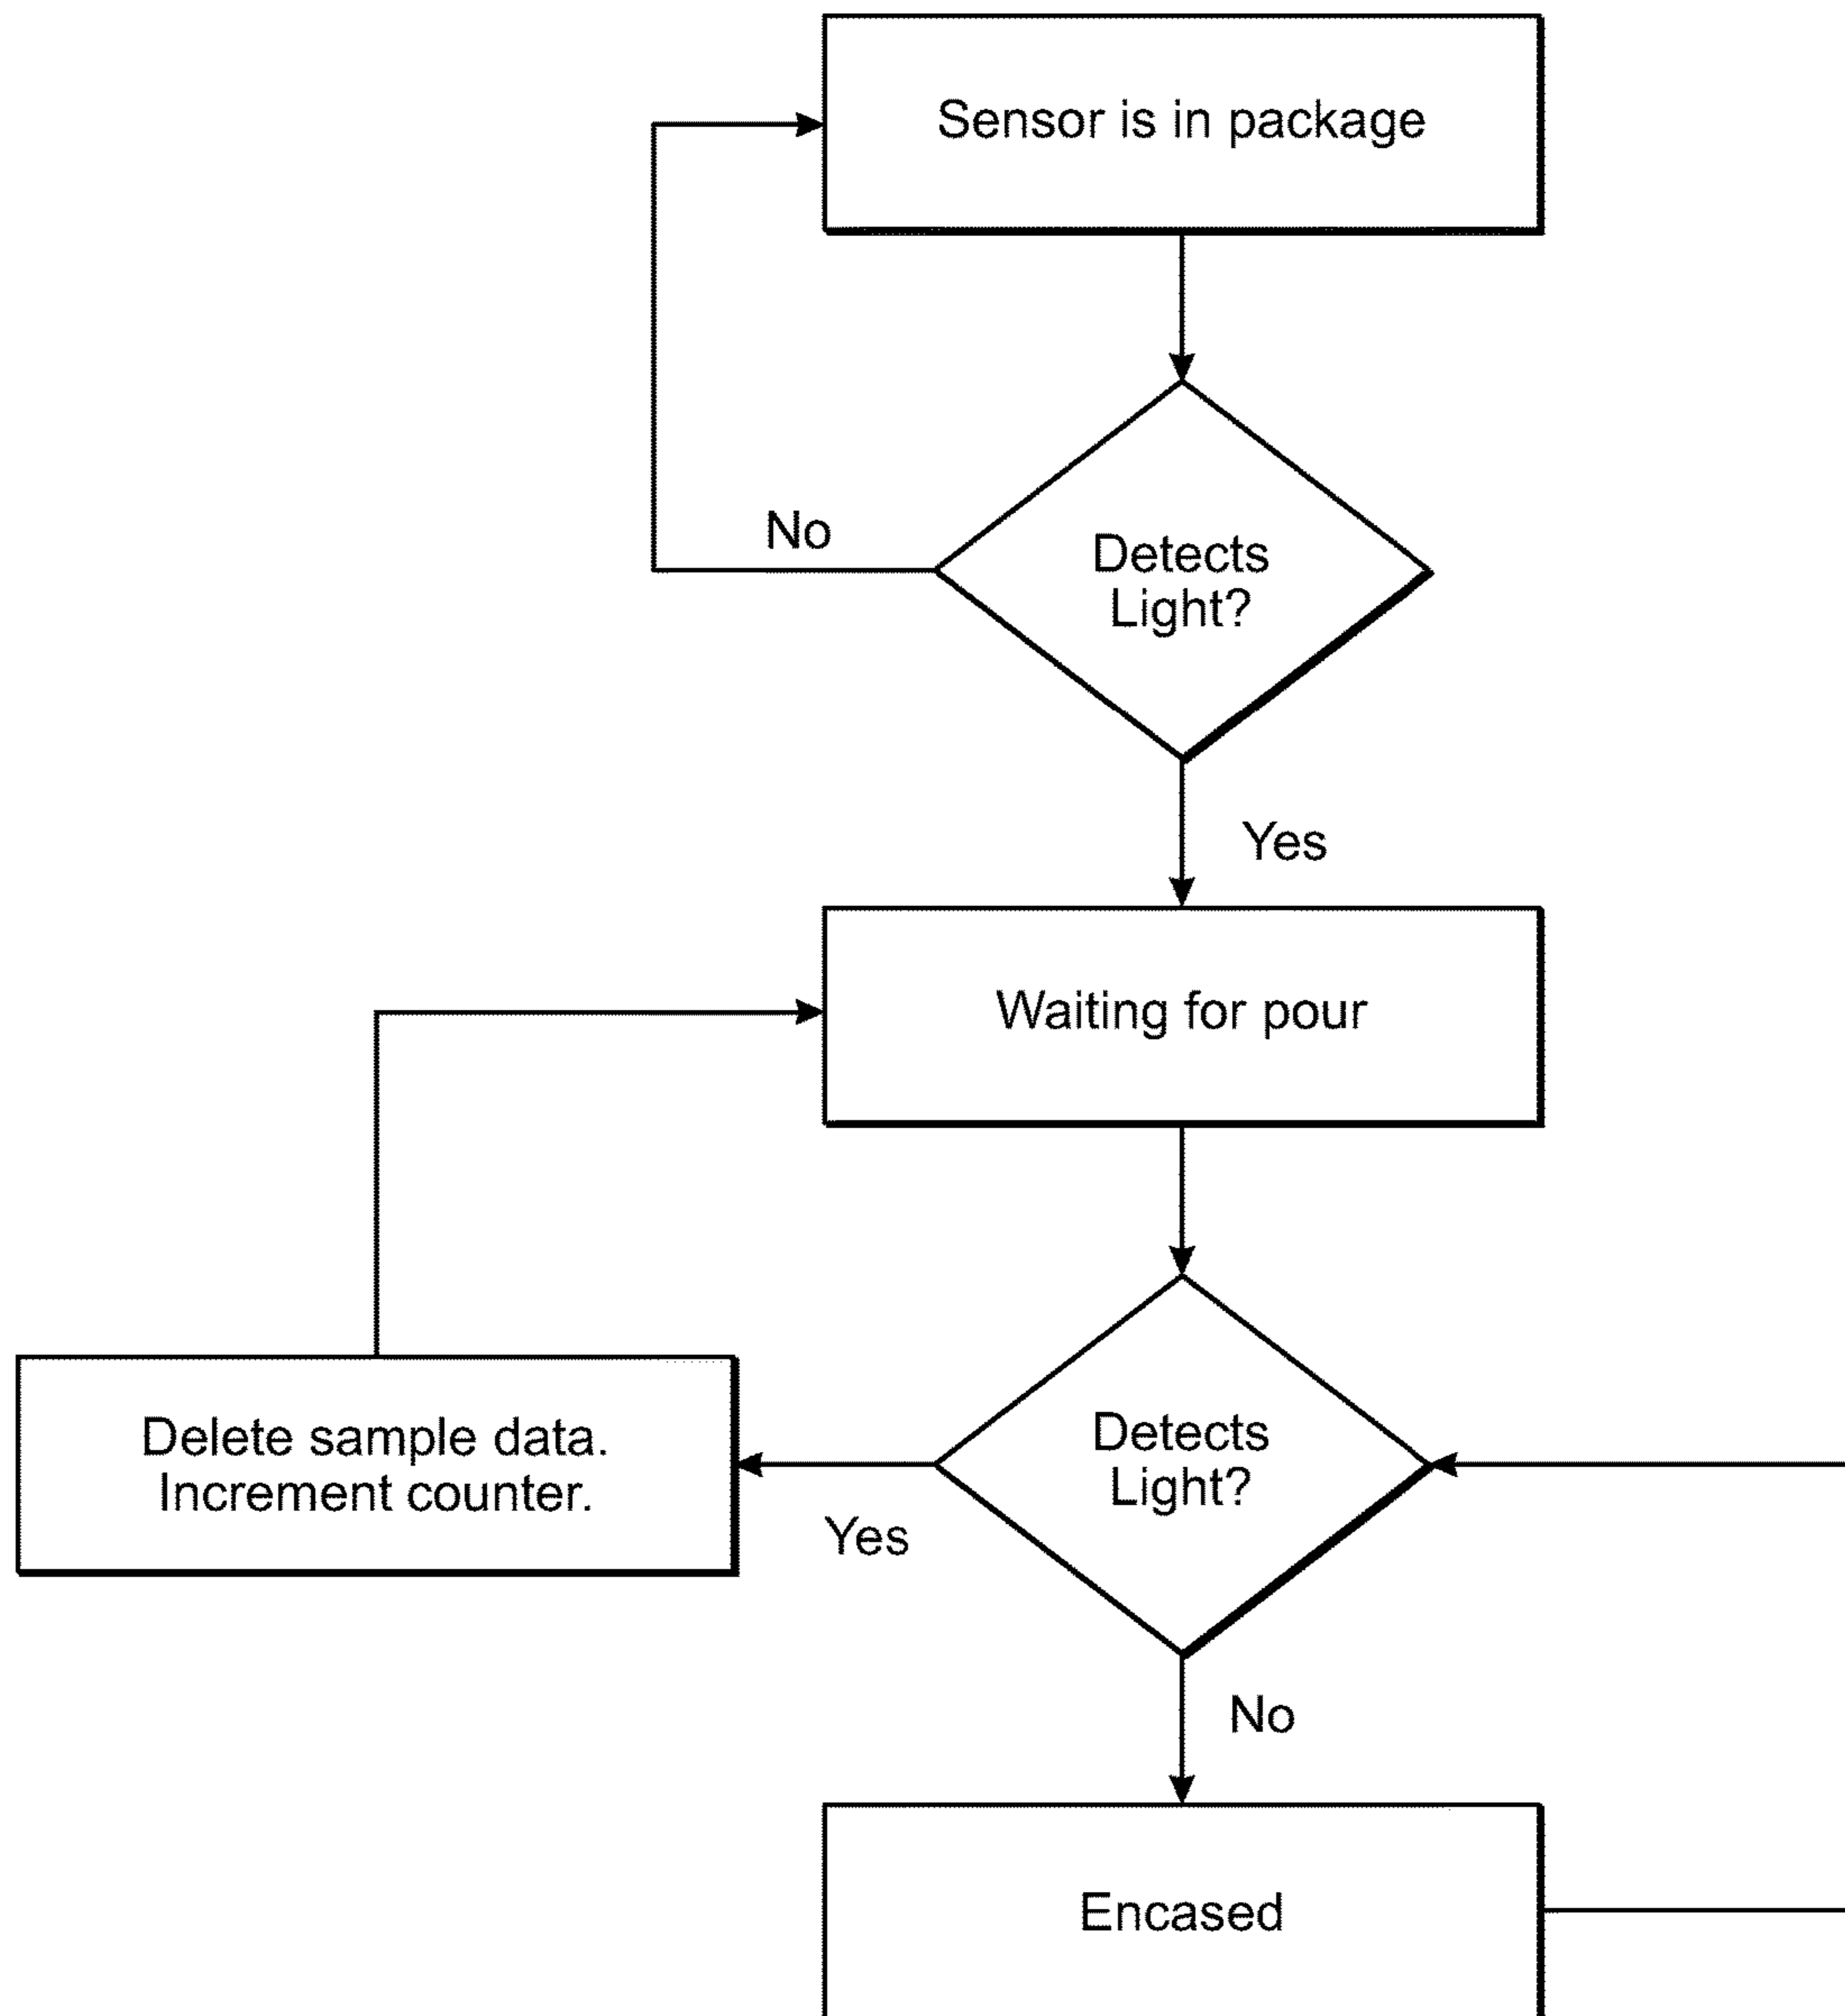 Sensor is in package
No
Detects
Light?
Yes
Waiting for pour
Delete sample data.
Increment counter.
Detects
Light?
Yes
No
Encased